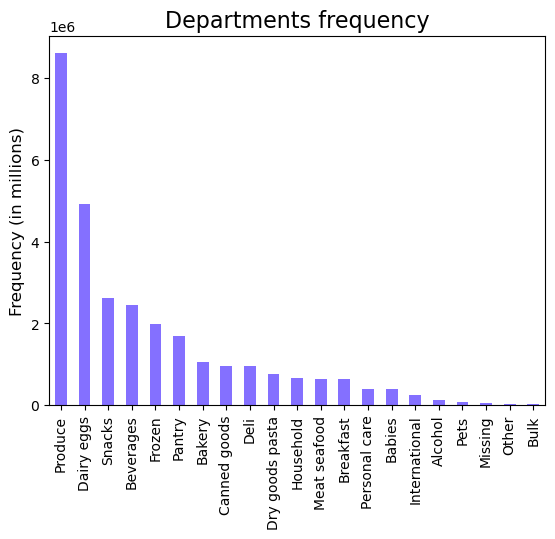 Departments frequency
1e6
8
6
4
2
0
Frequency (in millions)
Produce
Dairy eggs
Snacks
Beverages
Frozen
Pantry
Bakery
Canned goods
Deli
Dry goods pasta
Household
Meat seafood
Breakfast
Personal care
Babies
International
Alcohol
Pets
Missing
Other
Bulk